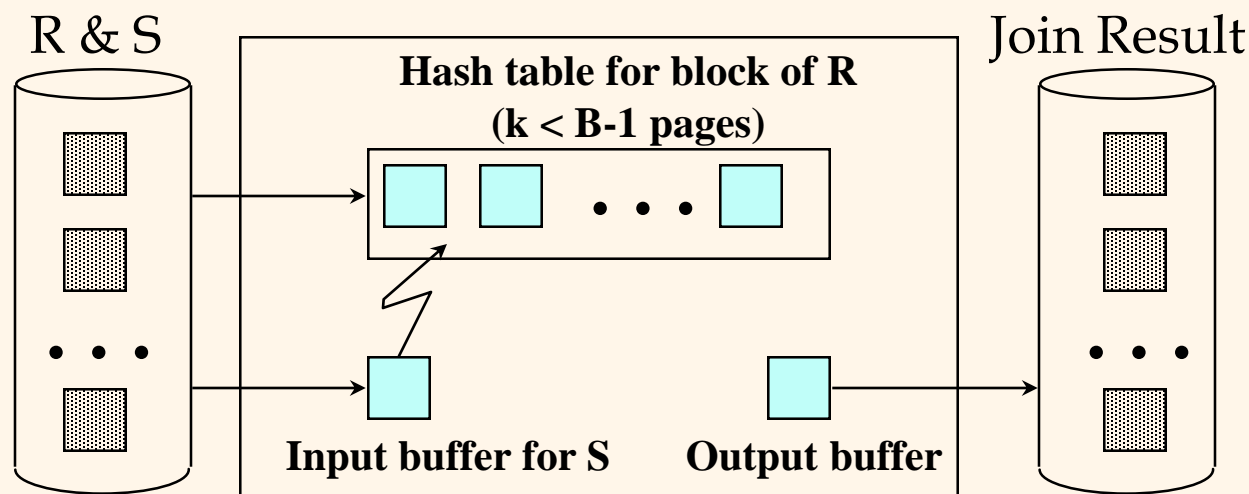 R & S
Join Result
Hash table for block of R
(k < B-1 pages)
• • •
• • •
• • •
Input buffer for S
Output buffer